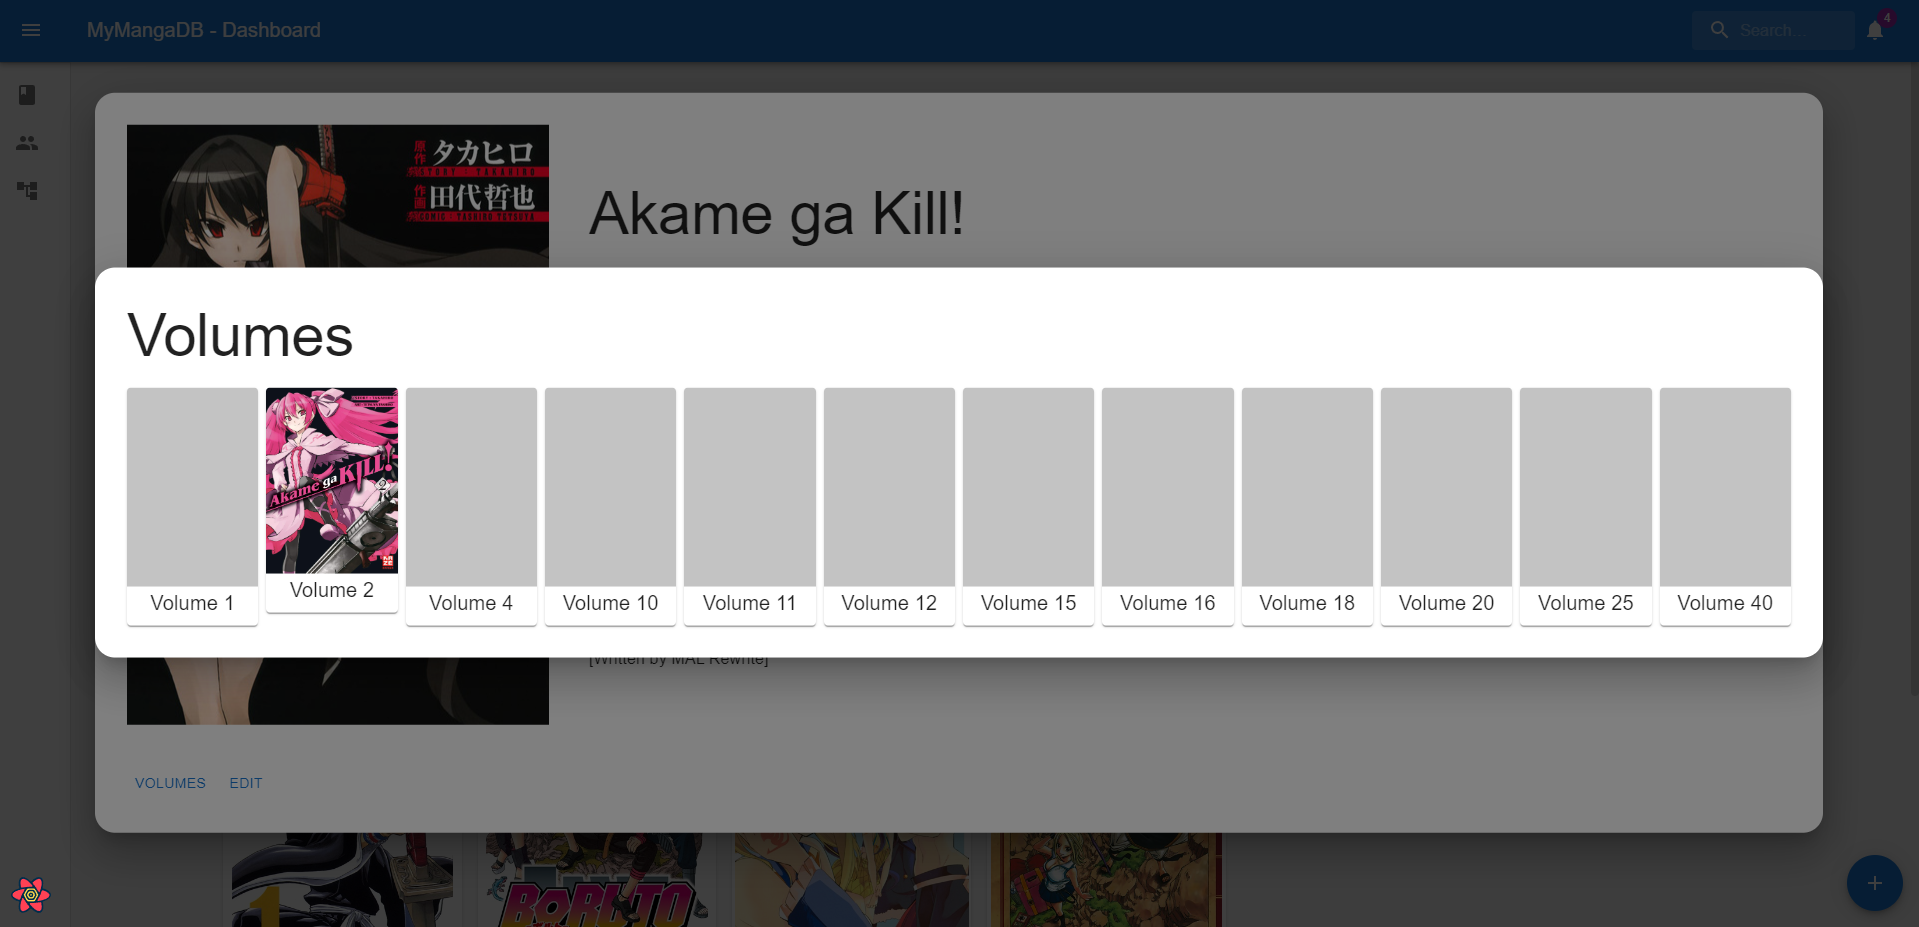 MyMangaDB - Dashboard
Search...
4
原作 タカヒロ
STORY : TAKAHIRO
作画 田代哲也
COMIC : TASHIRO TETSUYA
Akame ga Kill!
Volumes
Akame ga KILL!
2
Volume 1
Volume 2
Volume 4
Volume 10
Volume 11
Volume 12
Volume 15
Volume 16
Volume 18
Volume 20
Volume 25
Volume 40
[Written by MAL Rewrite]
VOLUMES
EDIT
1
BORUTO